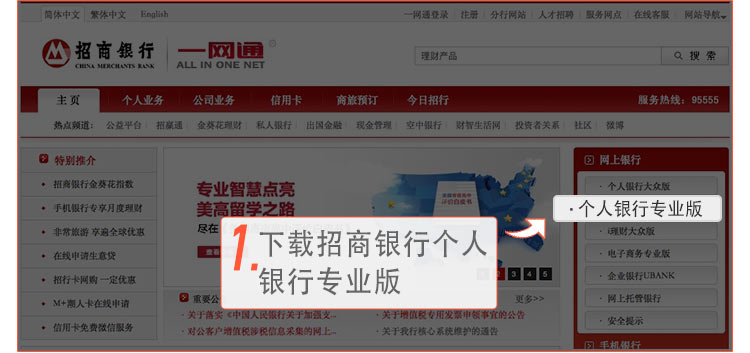 简体中文 繁体中文 English
一网通登录 注册 分行网站 人才招聘 服务网点 在线客服 网站导航
招商银行 一网通
CHINA MERCHANTS BANK ALL IN ONE NET
理财产品 搜索
主页 个人业务 公司业务 信用卡 商旅预订 今日招行 服务热线：95555
热点频道： 公益平台 招赢通 金葵花理财 私人银行 出国金融 现金管理 空中银行 财智生活网 投资者关系 社区 微博
特别推介
招商银行金葵花指数
手机银行专享月度理财
非常旅游 享遍全球优惠
在线申请生意贷
招行卡网购 一定优惠
M+潮人卡在线申请
信用卡免费微信服务
专业智慧点亮
美高留学之路
尽在
1. 下载招商银行个人
银行专业版
1 2 3 4 5
重要公 更多>>
·关于落实《中国人民银行关于加强支...
·关于增值税专用发票申领事宜的公告
·对公客户增值税涉税信息采集的网上...
·关于我行核心系统维护的通告
网上银行
· 个人银行大众版
·个人银行专业版
· i理财大众版
· 电子商务专业版
· 企业银行UBANK
· 网上托管银行
· 安全提示
手机银行